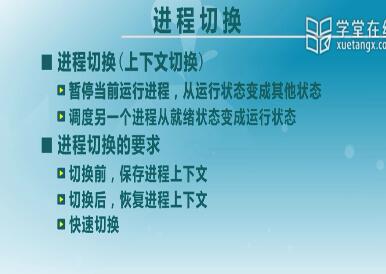 进程切换
学堂在线
xuetangx.
进程切换(上下文切换)
暂停当前运行进程，从运行状态变成其他状态
调度另一个进程从就绪状态变成运行状态
进程切换的要求
切换前，保存进程上下文
切换后，恢复进程上下文
快速切换